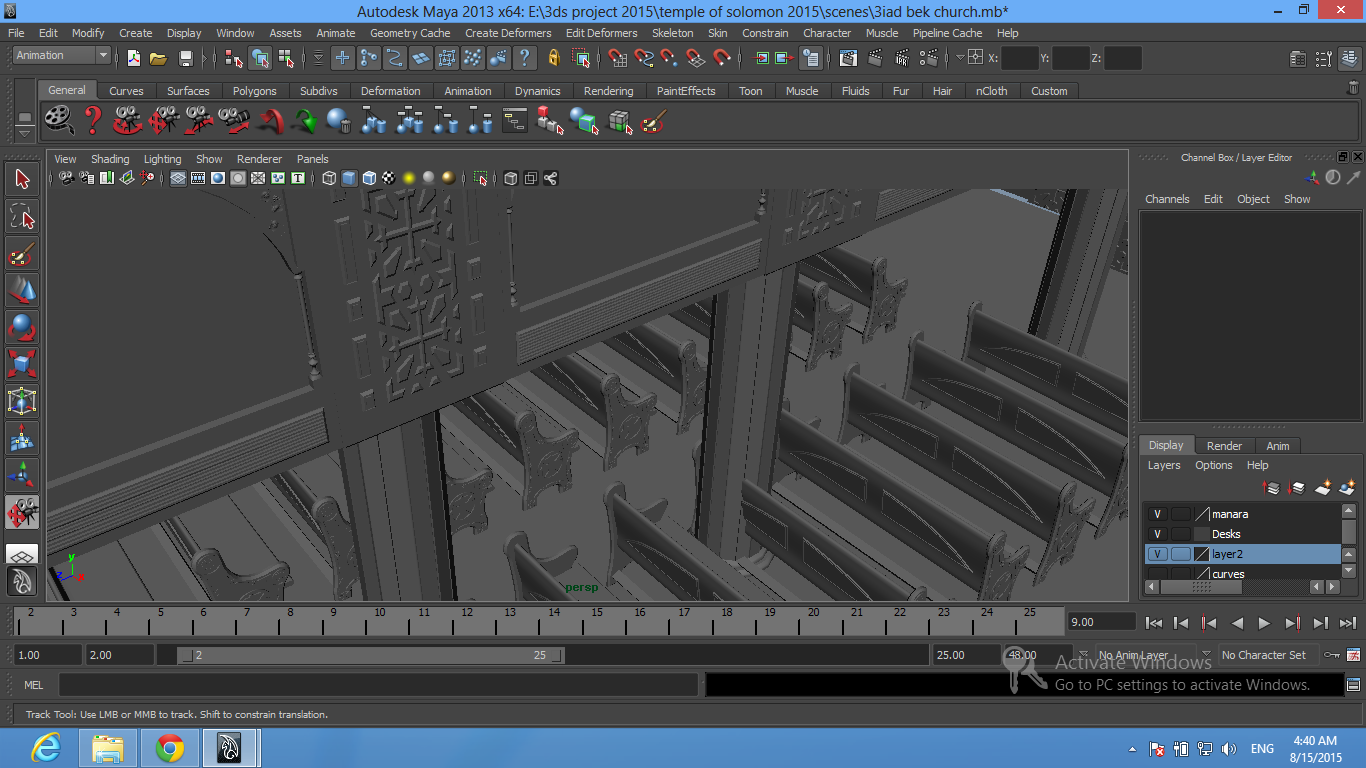 Autodesk Maya 2013 x64: E:\3ds project 2015\temple of solomon 2015\scenes\3iad bek church.mb*
File Edit Modify Create Display Window Assets Animate Geometry Cache Create Deformers Edit Deformers Skeleton Skin Constrain Character Muscle Pipeline Cache Help
Animation X: Y: Z:
General Curves Surfaces Polygons Subdivs Deformation Animation Dynamics Rendering PaintEffects Toon Muscle Fluids Fur Hair nCloth Custom
View Shading Lighting Show Renderer Panels
Channel Box / Layer Editor
Channels Edit Object Show
Display Render Anim
Layers Options Help
V manara
V Desks
V layer2
curves
y
z x
persp
2 3 4 5 6 7 8 9 10 11 12 13 14 15 16 17 18 19 20 21 22 23 24 25
9.00
1.00 2.00 2 25 25.00 48.00 No Anim Layer No Character Set
Activate Windows
Go to PC settings to activate Windows.
MEL
Track Tool: Use LMB or MMB to track. Shift to constrain translation.
ENG
4:40 AM
8/15/2015